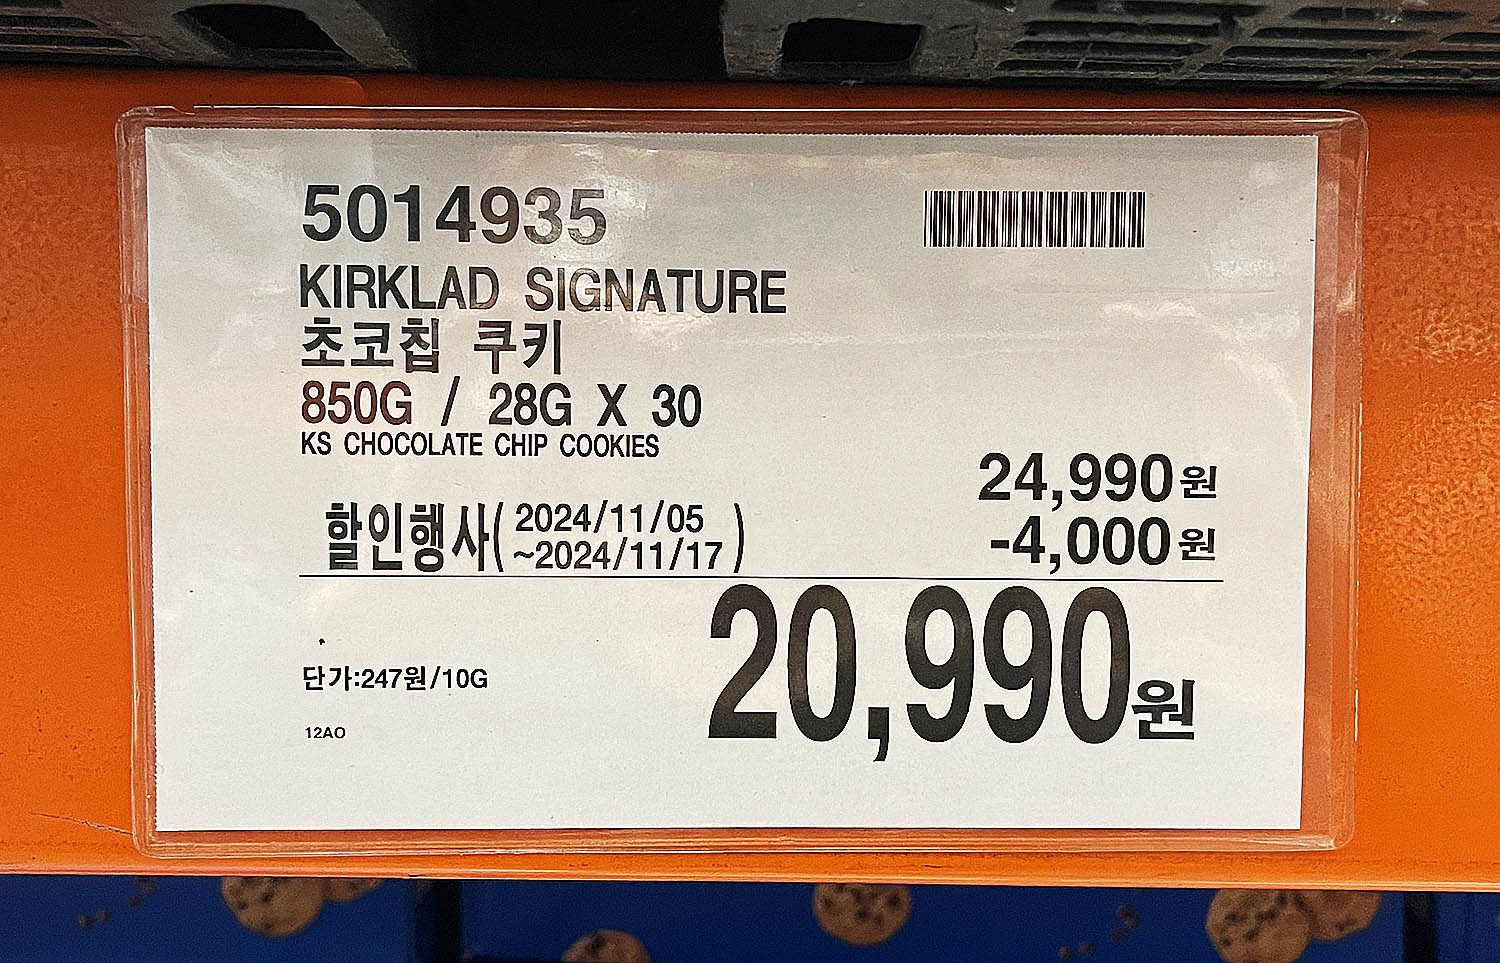 5014935
KIRKLAD SIGNATURE
초코칩 쿠키
850G / 28G X 30
KS CHOCOLATE CHIP COOKIES
24,990원
할인행사( 2024/11/05 ~2024/11/17 ) -4,000원
20,990원
단가:247원/10G
12AO